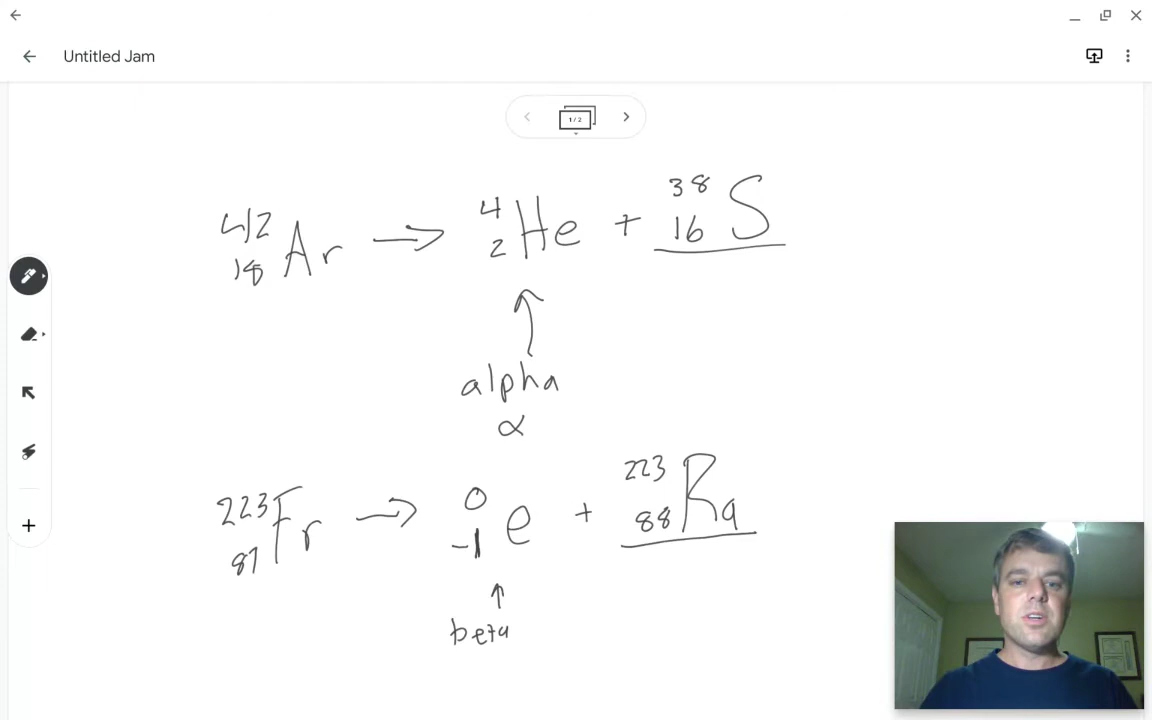 Untitled Jam
1/2
42 18 Ar → 4 2 He + 38 16 S
alpha
α
223 87 Fr → 0 -1 e + 223 88 Ra
beta